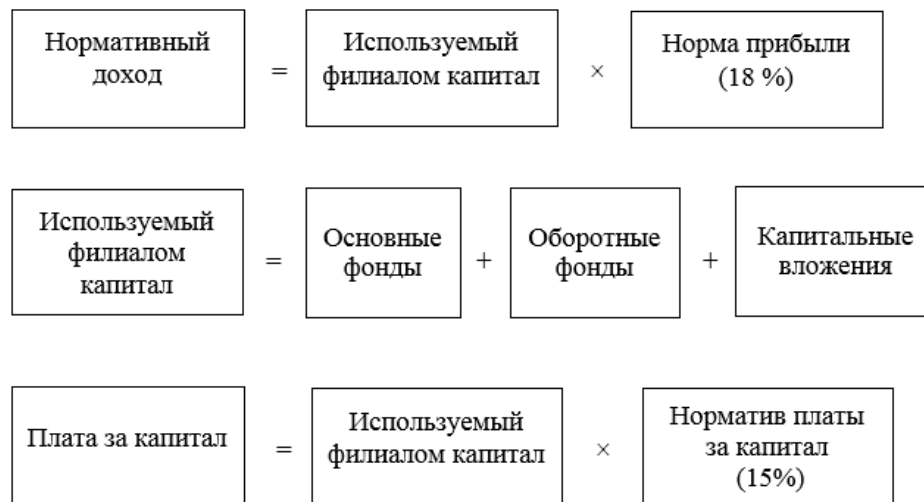 Нормативный
доход
=
Используемый
филиалом капитал
×
Норма прибыли
(18 %)
Используемый
филиалом
капитал
=
Основные
фонды
+
Оборотные
фонды
+
Капитальные
вложения
Плата за капитал
=
Используемый
филиалом капитал
×
Норматив платы
за капитал
(15%)